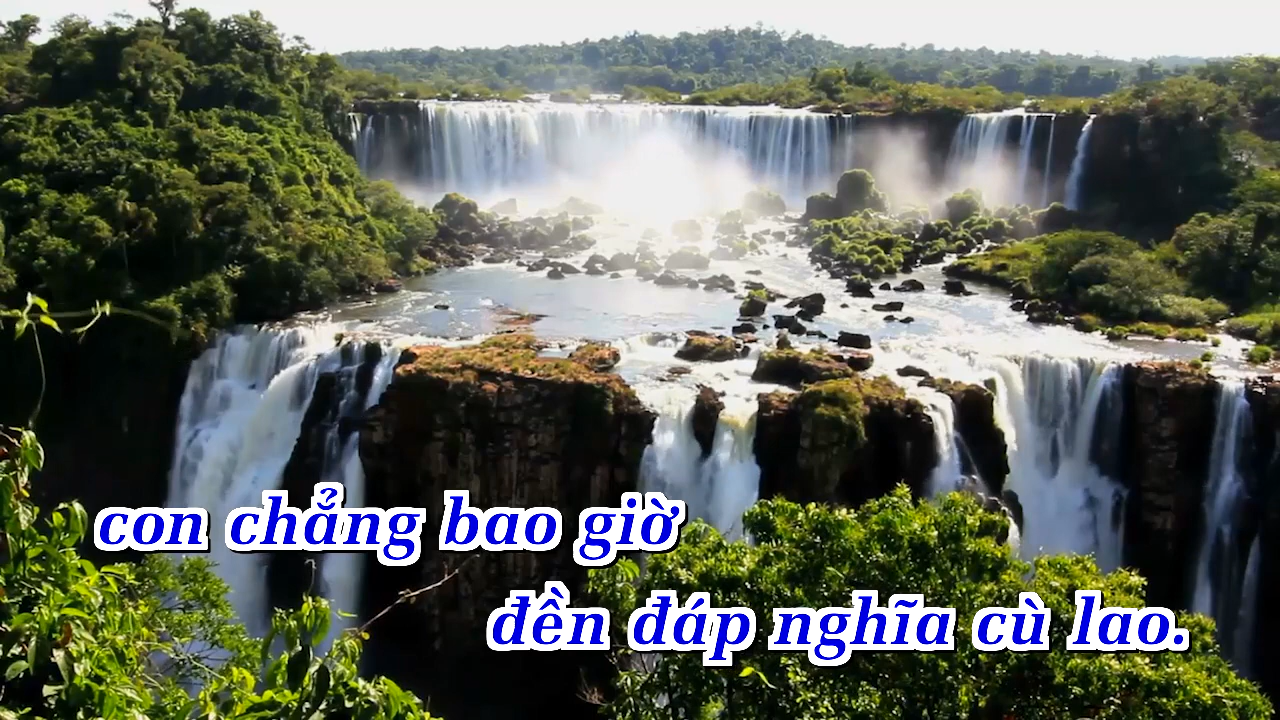 con chẳng bao giờ
đền đáp nghĩa cù lao.